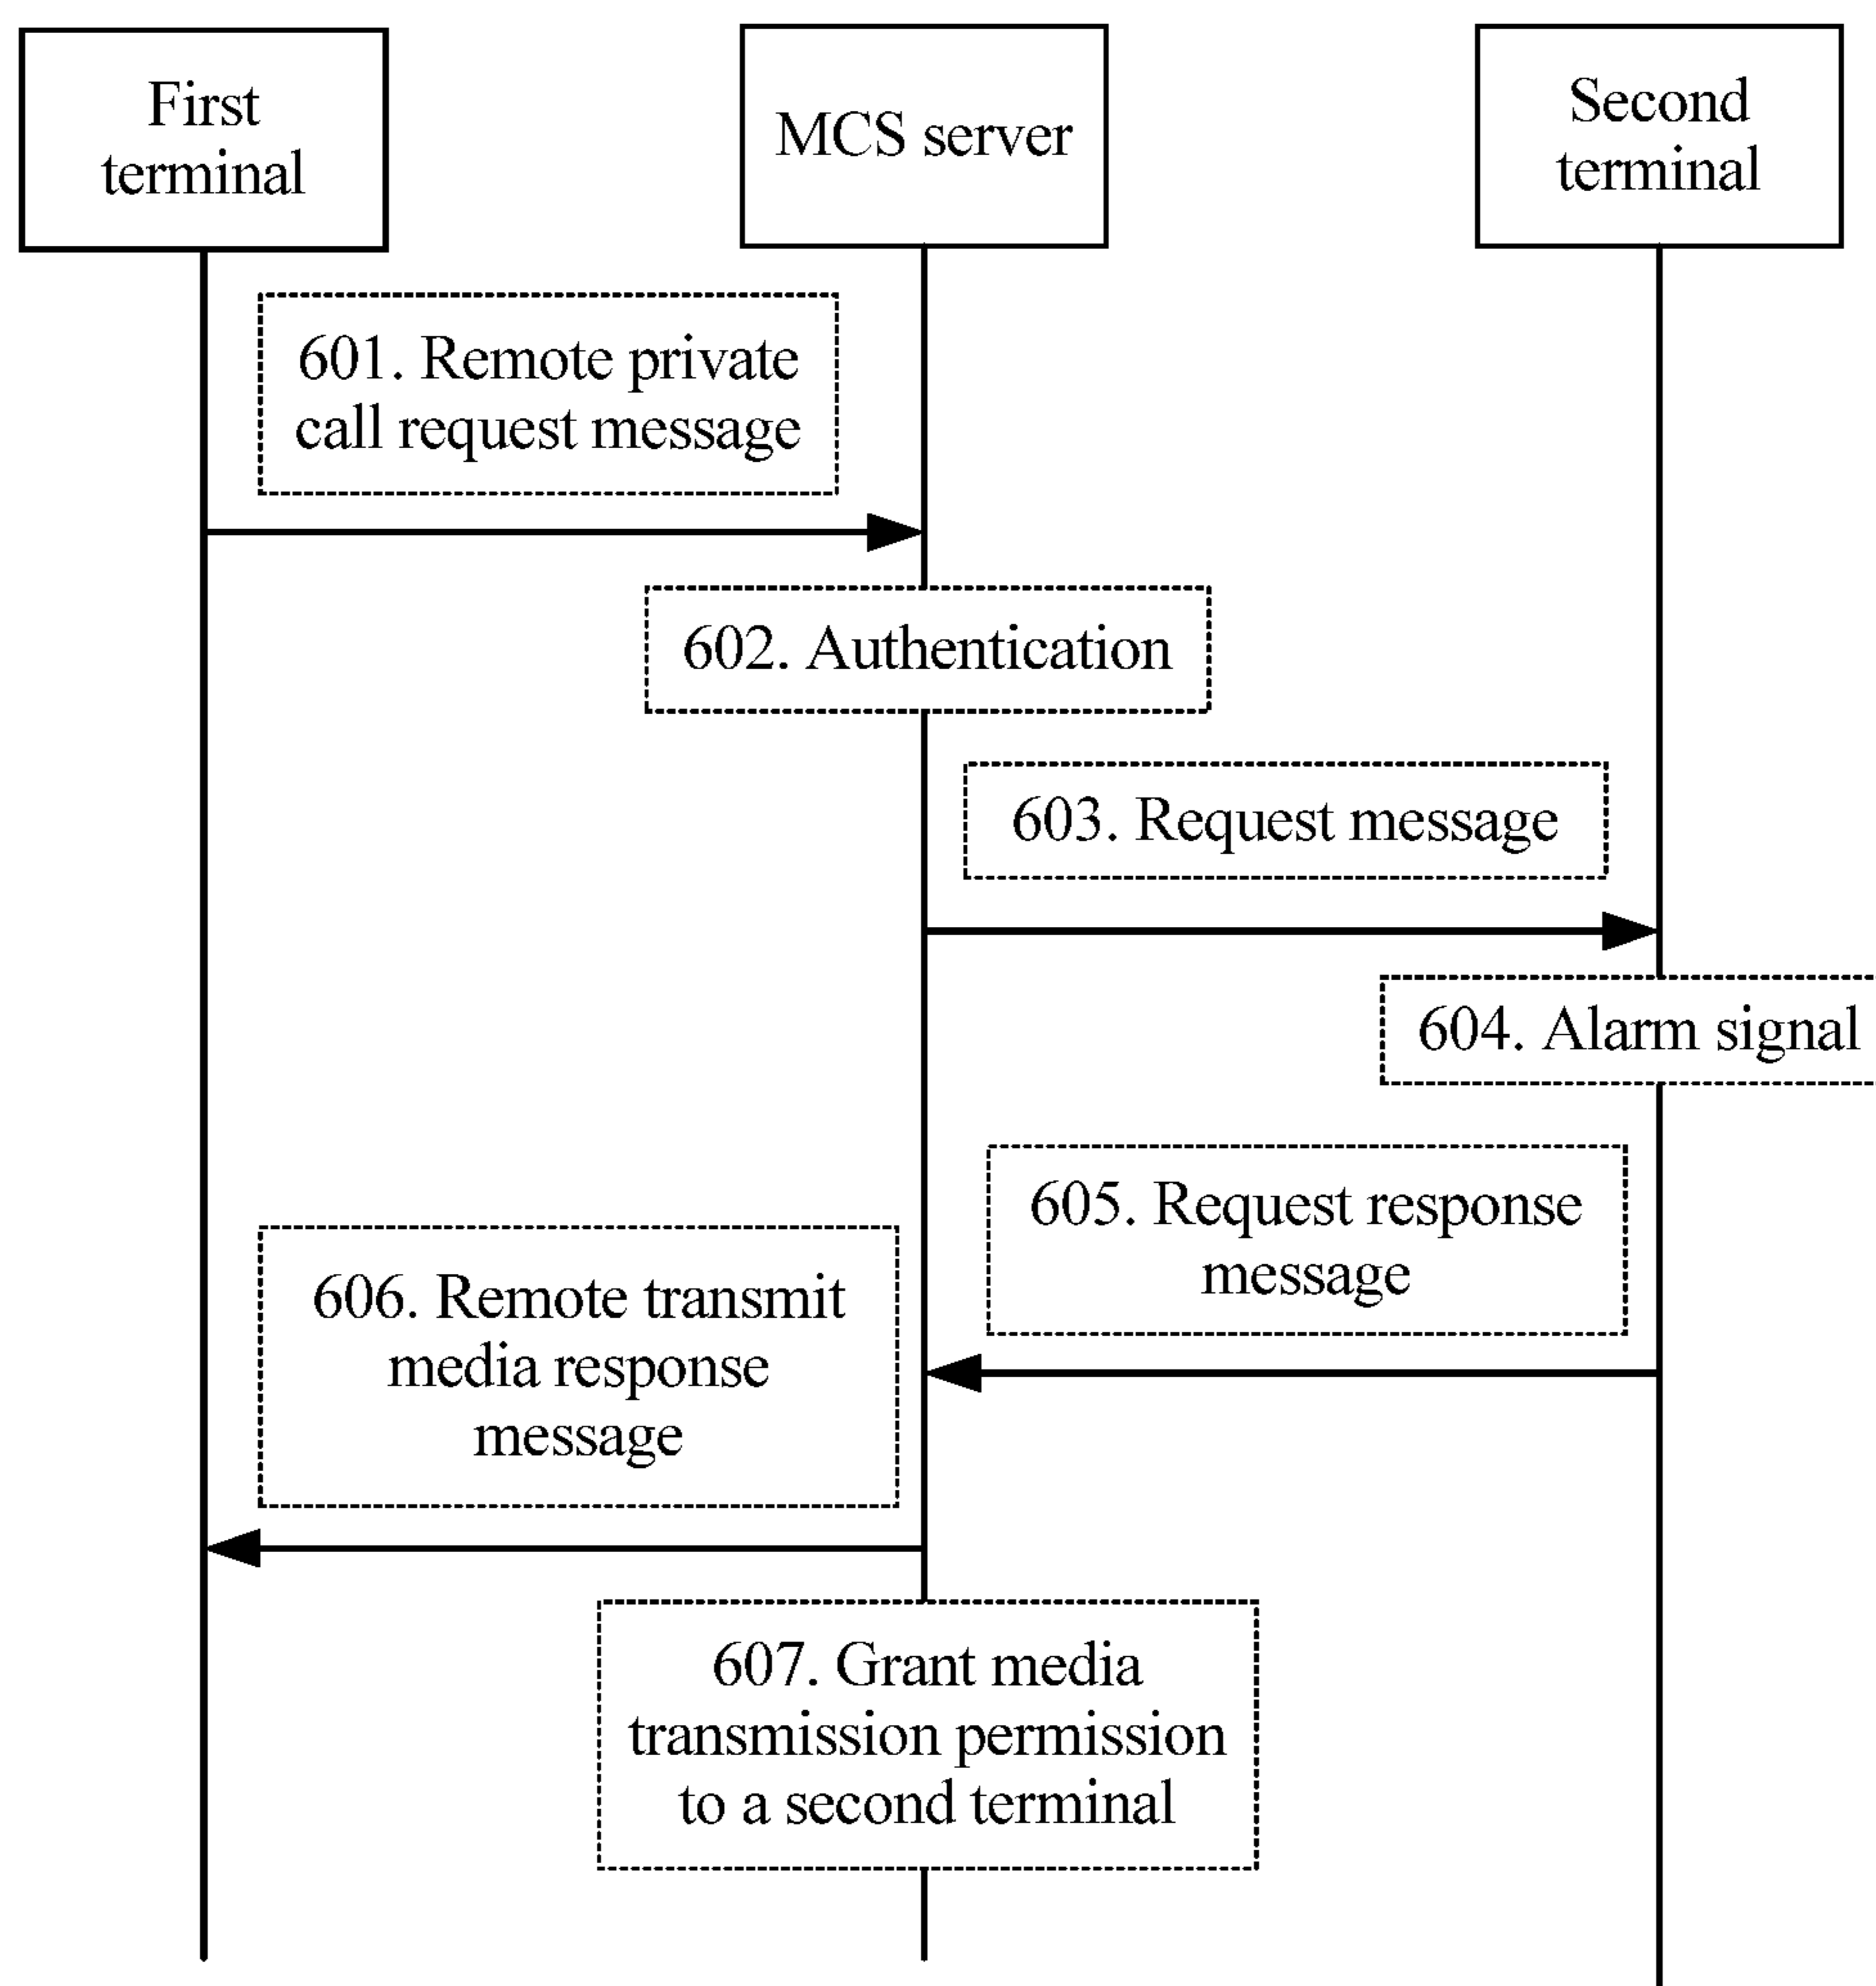 First
terminal
MCS server
Second
terminal
601. Remote private
call request message
602. Authentication
603. Request message
604. Alarm signal
605. Request response
message
606. Remote transmit
media response
message
607. Grant media
transmission permission
to a second terminal